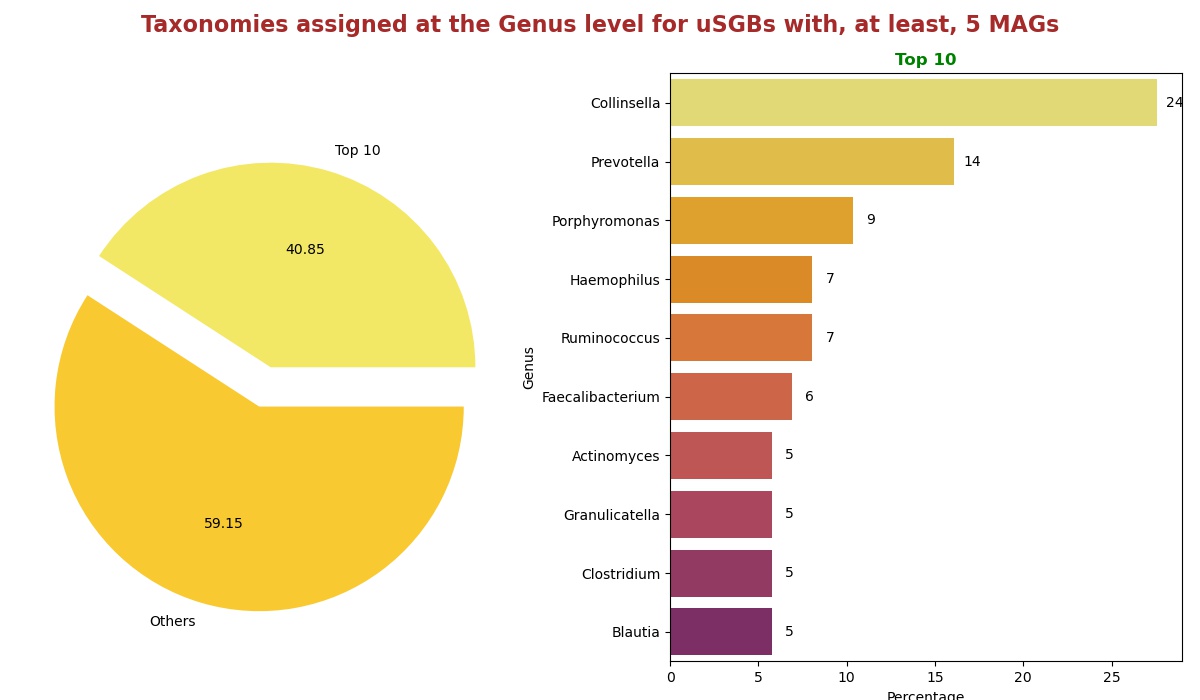 Taxonomies assigned at the Genus level for uSGBs with, at least, 5 MAGs
Top 10
40.85
59.15
Others
Top 10
Genus
Collinsella
24
Prevotella
14
Porphyromonas
9
Haemophilus
7
Ruminococcus
7
Faecalibacterium
6
Actinomyces
5
Granulicatella
5
Clostridium
5
Blautia
5
0 5 10 15 20 25
Percentage